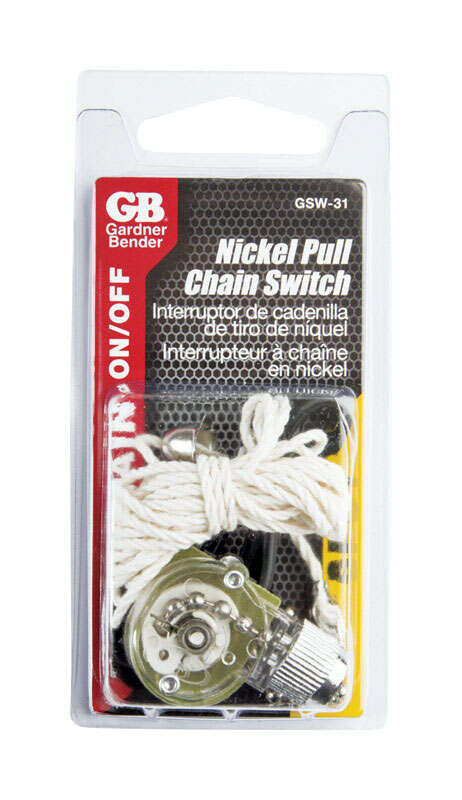 GSW-31
GB
Gardner
Bender
Nickel Pull
Chain Switch
Interruptor de cadenilla
de tiro de niquel
Interrupteur à chaîne
en nickel
ON/OFF